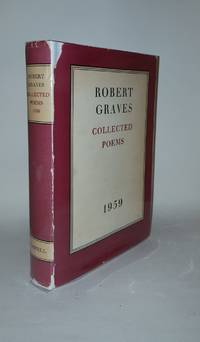 ROBERT
GRAVES
COLLECTED
POEMS
1959
ROBERT
GRAVES
COLLECTED
POEMS
1959
CASSELL